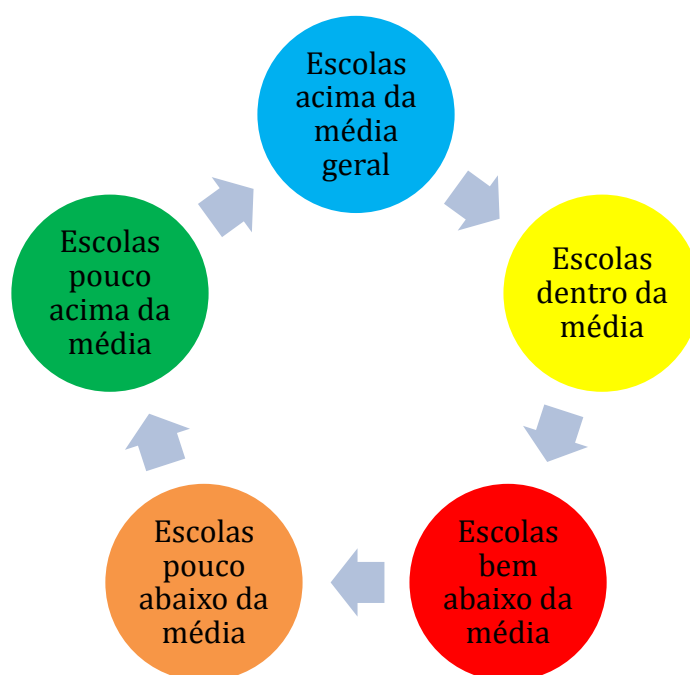 Escolas
acima da
média
geral
Escolas
dentro da
média
Escolas
bem
abaixo da
média
Escolas
pouco
abaixo da
média
Escolas
pouco
acima da
média